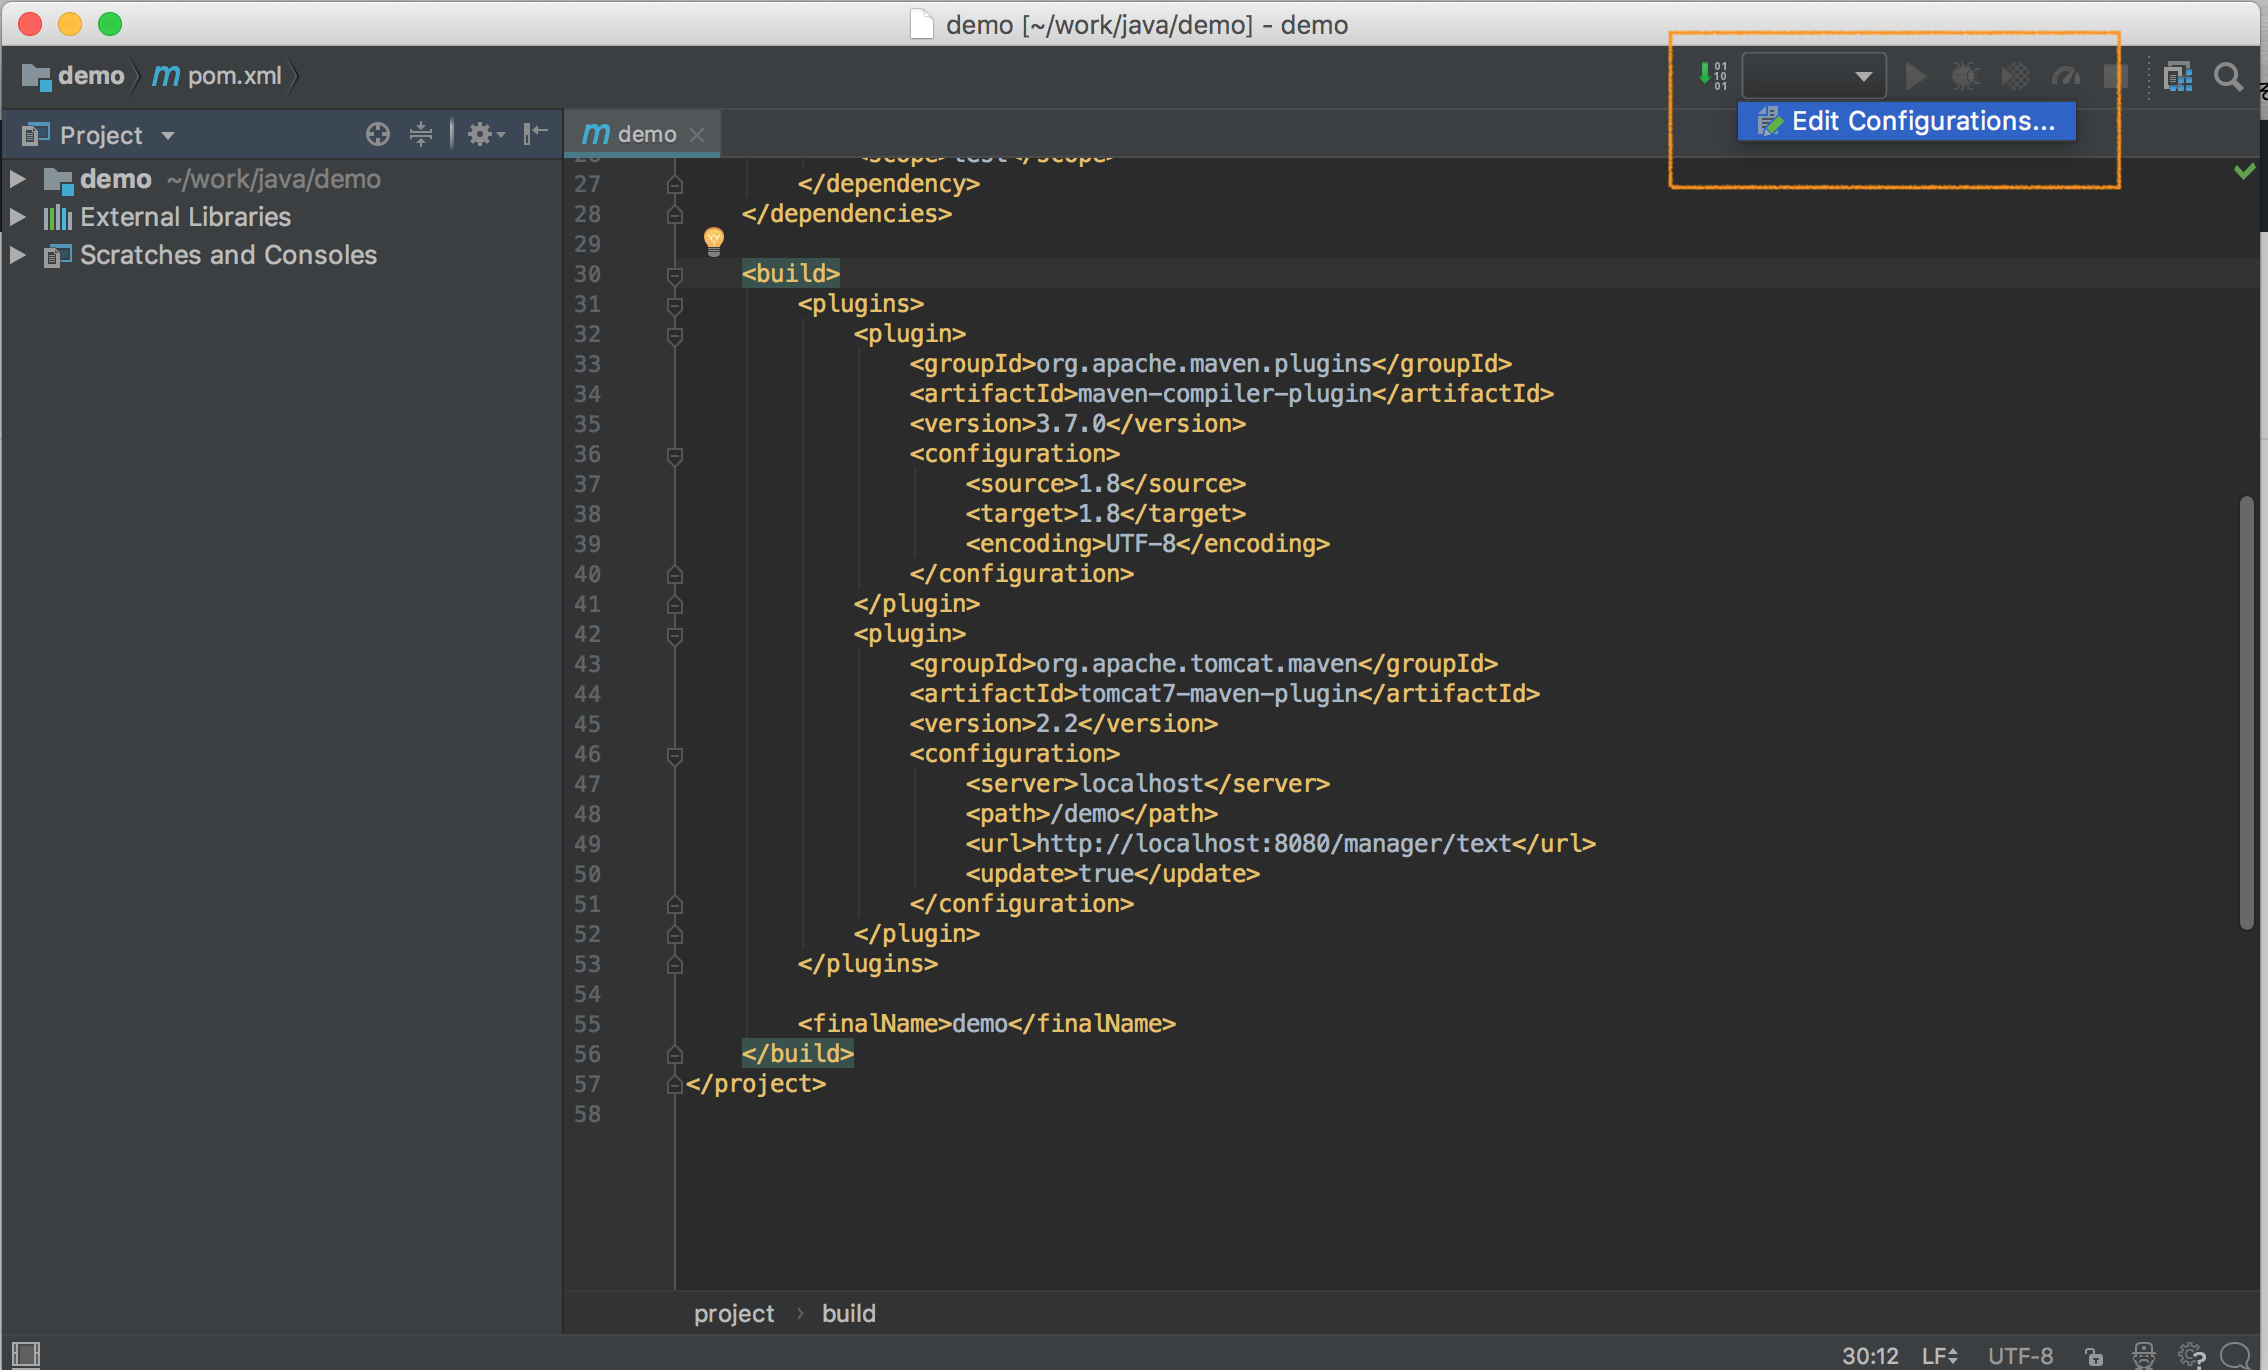 demo [~/work/java/demo] - demo
demo
m pom.xml
01
10
01
Edit Configurations...
Project
m demo
demo ~/work/java/demo
External Libraries
Scratches and Consoles
26 <scope>test</scope>
27 </dependency>
28 </dependencies>
29
30 <build>
31 <plugins>
32 <plugin>
33 <groupId>org.apache.maven.plugins</groupId>
34 <artifactId>maven-compiler-plugin</artifactId>
35 <version>3.7.0</version>
36 <configuration>
37 <source>1.8</source>
38 <target>1.8</target>
39 <encoding>UTF-8</encoding>
40 </configuration>
41 </plugin>
42 <plugin>
43 <groupId>org.apache.tomcat.maven</groupId>
44 <artifactId>tomcat7-maven-plugin</artifactId>
45 <version>2.2</version>
46 <configuration>
47 <server>localhost</server>
48 <path>/demo</path>
49 <url>http://localhost:8080/manager/text</url>
50 <update>true</update>
51 </configuration>
52 </plugin>
53 </plugins>
54
55 <finalName>demo</finalName>
56 </build>
57 </project>
58
project › build
30:12 LF UTF-8